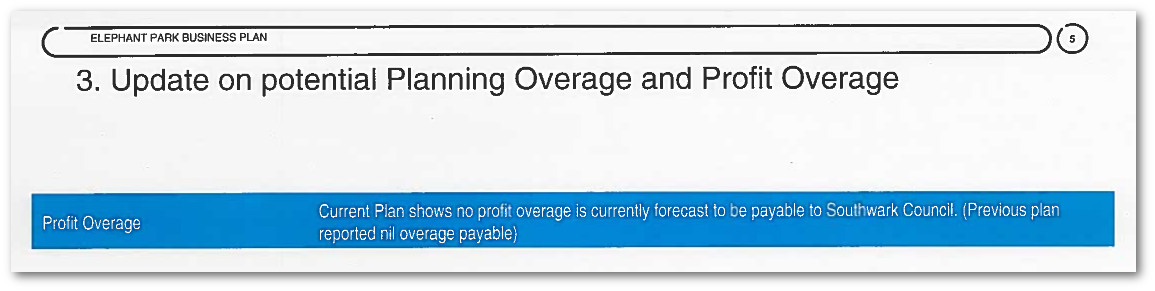 ELEPHANT PARK BUSINESS PLAN
5
3. Update on potential Planning Overage and Profit Overage
Profit Overage
Current Plan shows no profit overage is currently forecast to be payable to Southwark Council. (Previous plan
reported nil overage payable)